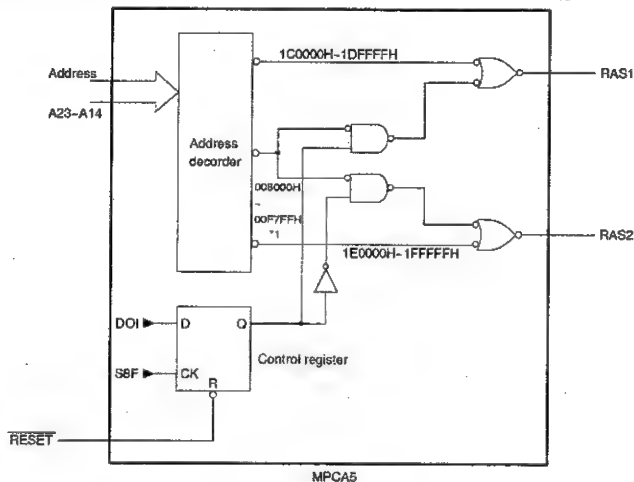 Address
A23~A14
Address
decorder
1C0000H~1DFFFFH
RAS1
008000H
~
00F7FFH
*1
1E0000H~1FFFFFH
RAS2
DOI
D
Q
Control register
S8F
CK
R
RESET
MPCA5